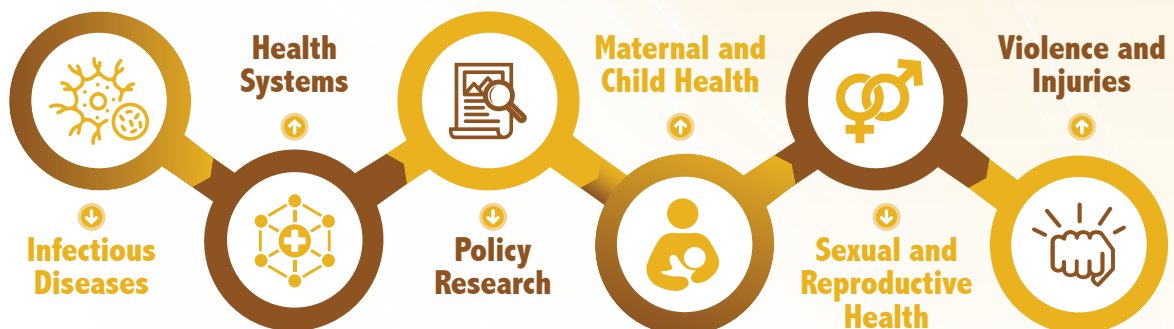 Infectious
Diseases
Health
Systems
Policy
Research
Maternal and
Child Health
Sexual and
Reproductive
Health
Violence and
Injuries